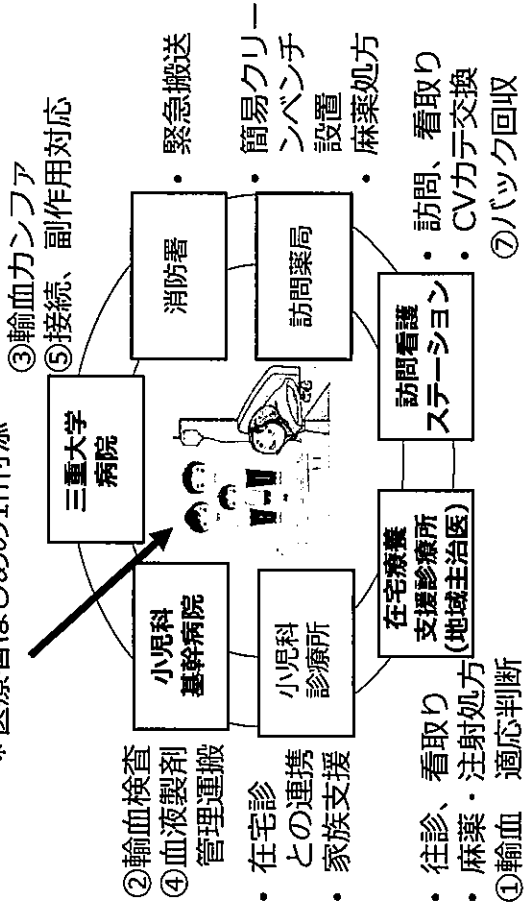 ③輸血カンファ
⑤接続、副作用対応
三重大学
病院
②輸血検査
④血液製剤
管理運搬
小児科
基幹病院
消防署
・ 緊急搬送
・ 在宅診
との連携
・ 家族支援
小児科
診療所
訪問薬局
・ 簡易クリー
ンベンチ
設置
・ 麻薬処方
・ 往診、看取り
・ 麻薬・注射処方
①輸血 適応判断
在宅療養
支援診療所
(地域主治医)
訪問看護
ステーション
・ 訪問、看取り
・ CVカテ交換
⑦バック回収